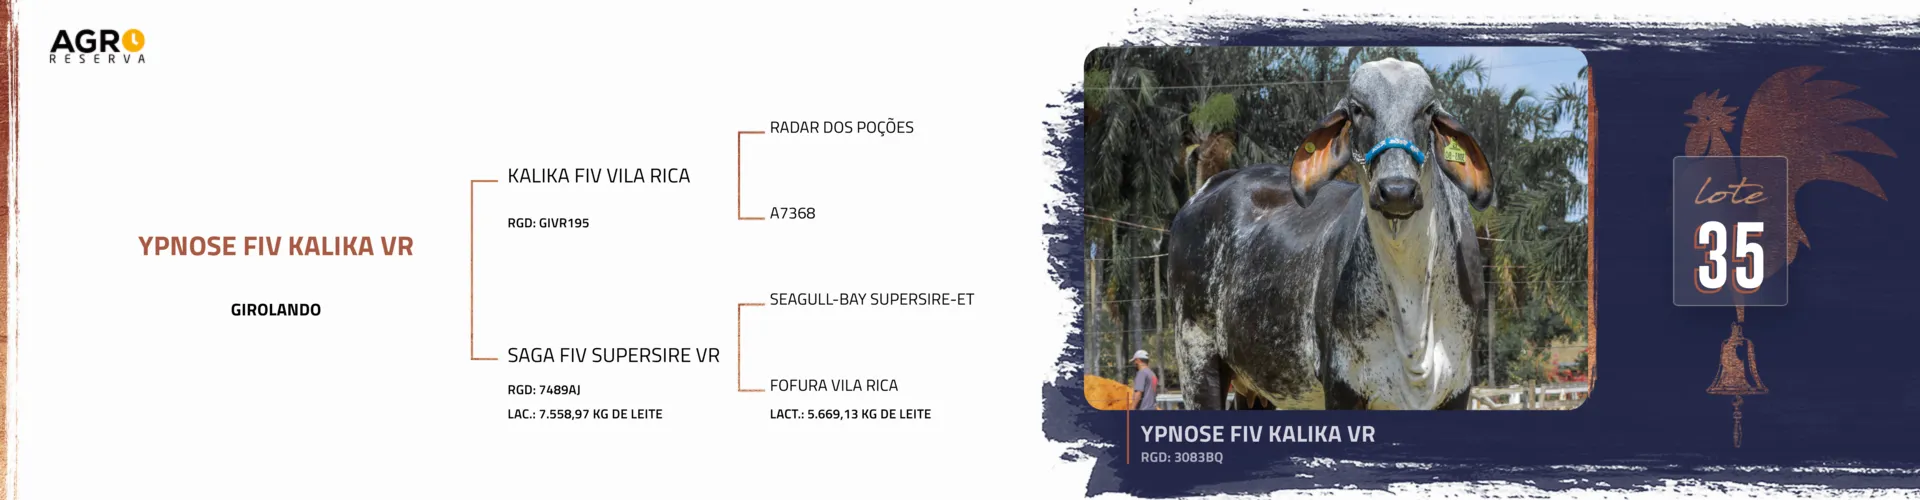 AGRO
RESERVA
YPNOSE FIV KALIKA VR
GIROLANDO
KALIKA FIV VILA RICA
RGD: GIVR195
SAGA FIV SUPERSIRE VR
RGD: 7489AJ
LAC.: 7.558,97 KG DE LEITE
RADAR DOS POÇÕES
A7368
SEAGULL-BAY SUPERSIRE-ET
FOFURA VILA RICA
LACT.: 5.669,13 KG DE LEITE
YPNOSE FIV KALIKA VR
RGD: 3083BQ
lote
35